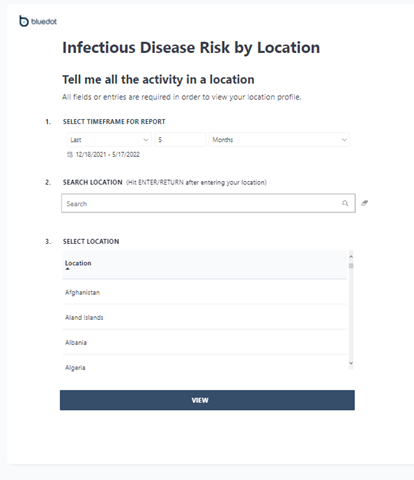 bluedot
Infectious Disease Risk by Location
Tell me all the activity in a location
All fields or entries are required in order to view your location profile.
1. SELECT TIMEFRAME FOR REPORT
Last 5 Months
12/18/2021 - 5/17/2022
2. SEARCH LOCATION (Hit ENTER/RETURN after entering your location)
Search
3. SELECT LOCATION
Location
Afghanistan
Aland Islands
Albania
Algeria
VIEW